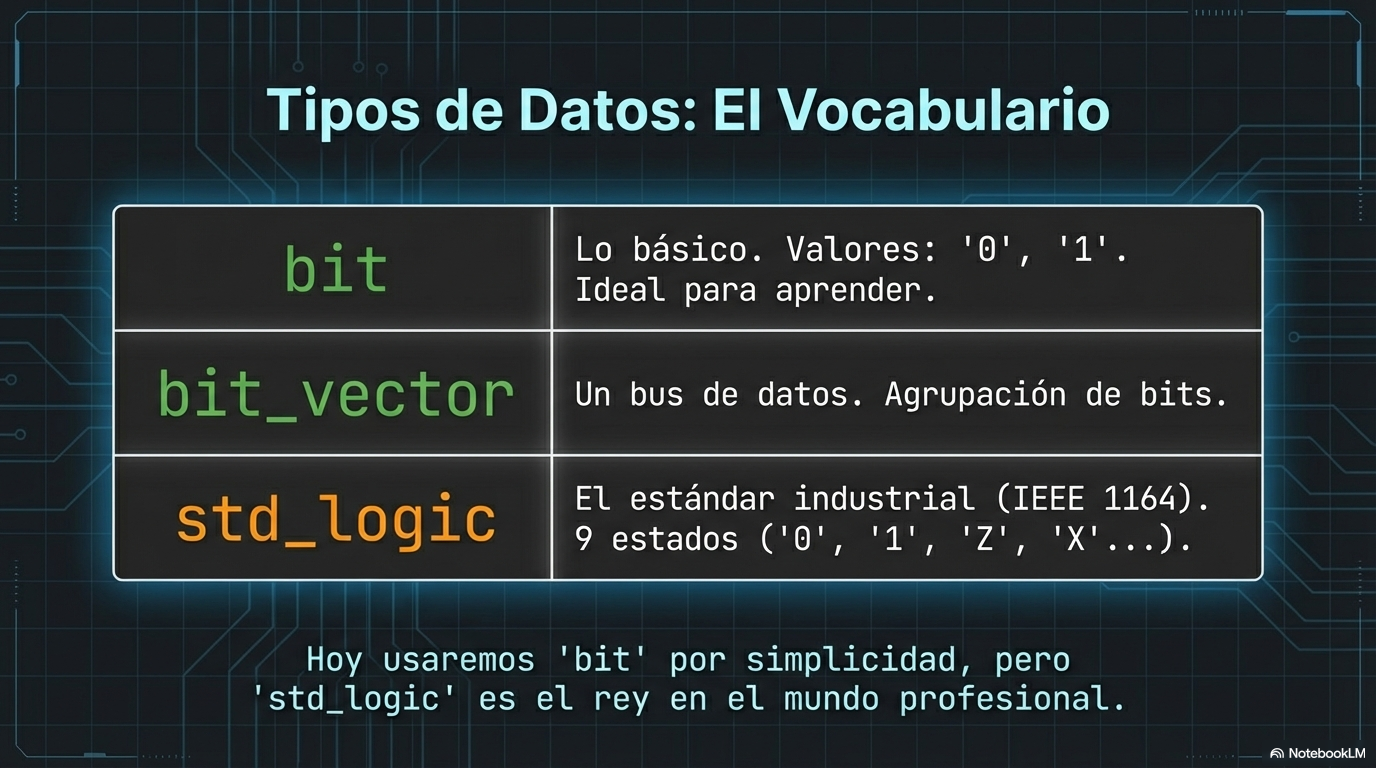 Tipos de Datos: El Vocabulario
bit
Lo básico. Valores: '0', '1'.
Ideal para aprender.
bit_vector
Un bus de datos. Agrupación de bits.
std_logic
El estándar industrial (IEEE 1164).
9 estados ('0', '1', 'Z', 'X'...).
Hoy usaremos 'bit' por simplicidad, pero
'std_logic' es el rey en el mundo profesional.
NotebookLM